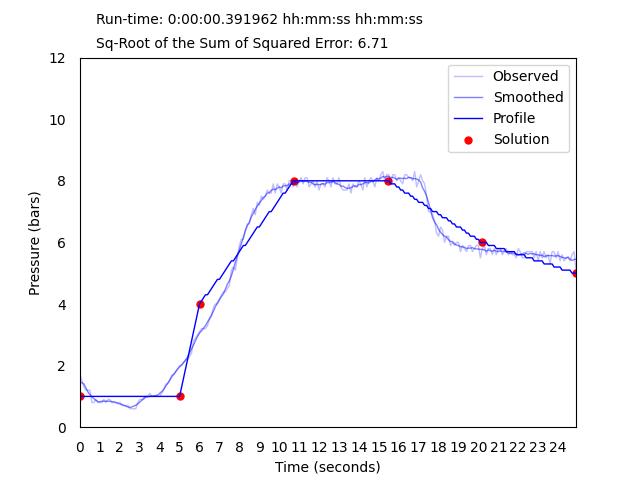 Run-time: 0:00:00.391962 hh:mm:ss hh:mm:ss
Sq-Root of the Sum of Squared Error: 6.71
12
10
8
6
4
2
0
Pressure (bars)
Observed
Smoothed
Profile
Solution
0 1 2 3 4 5 6 7 8 9 10 11 12 13 14 15 16 17 18 19 20 21 22 23 24
Time (seconds)